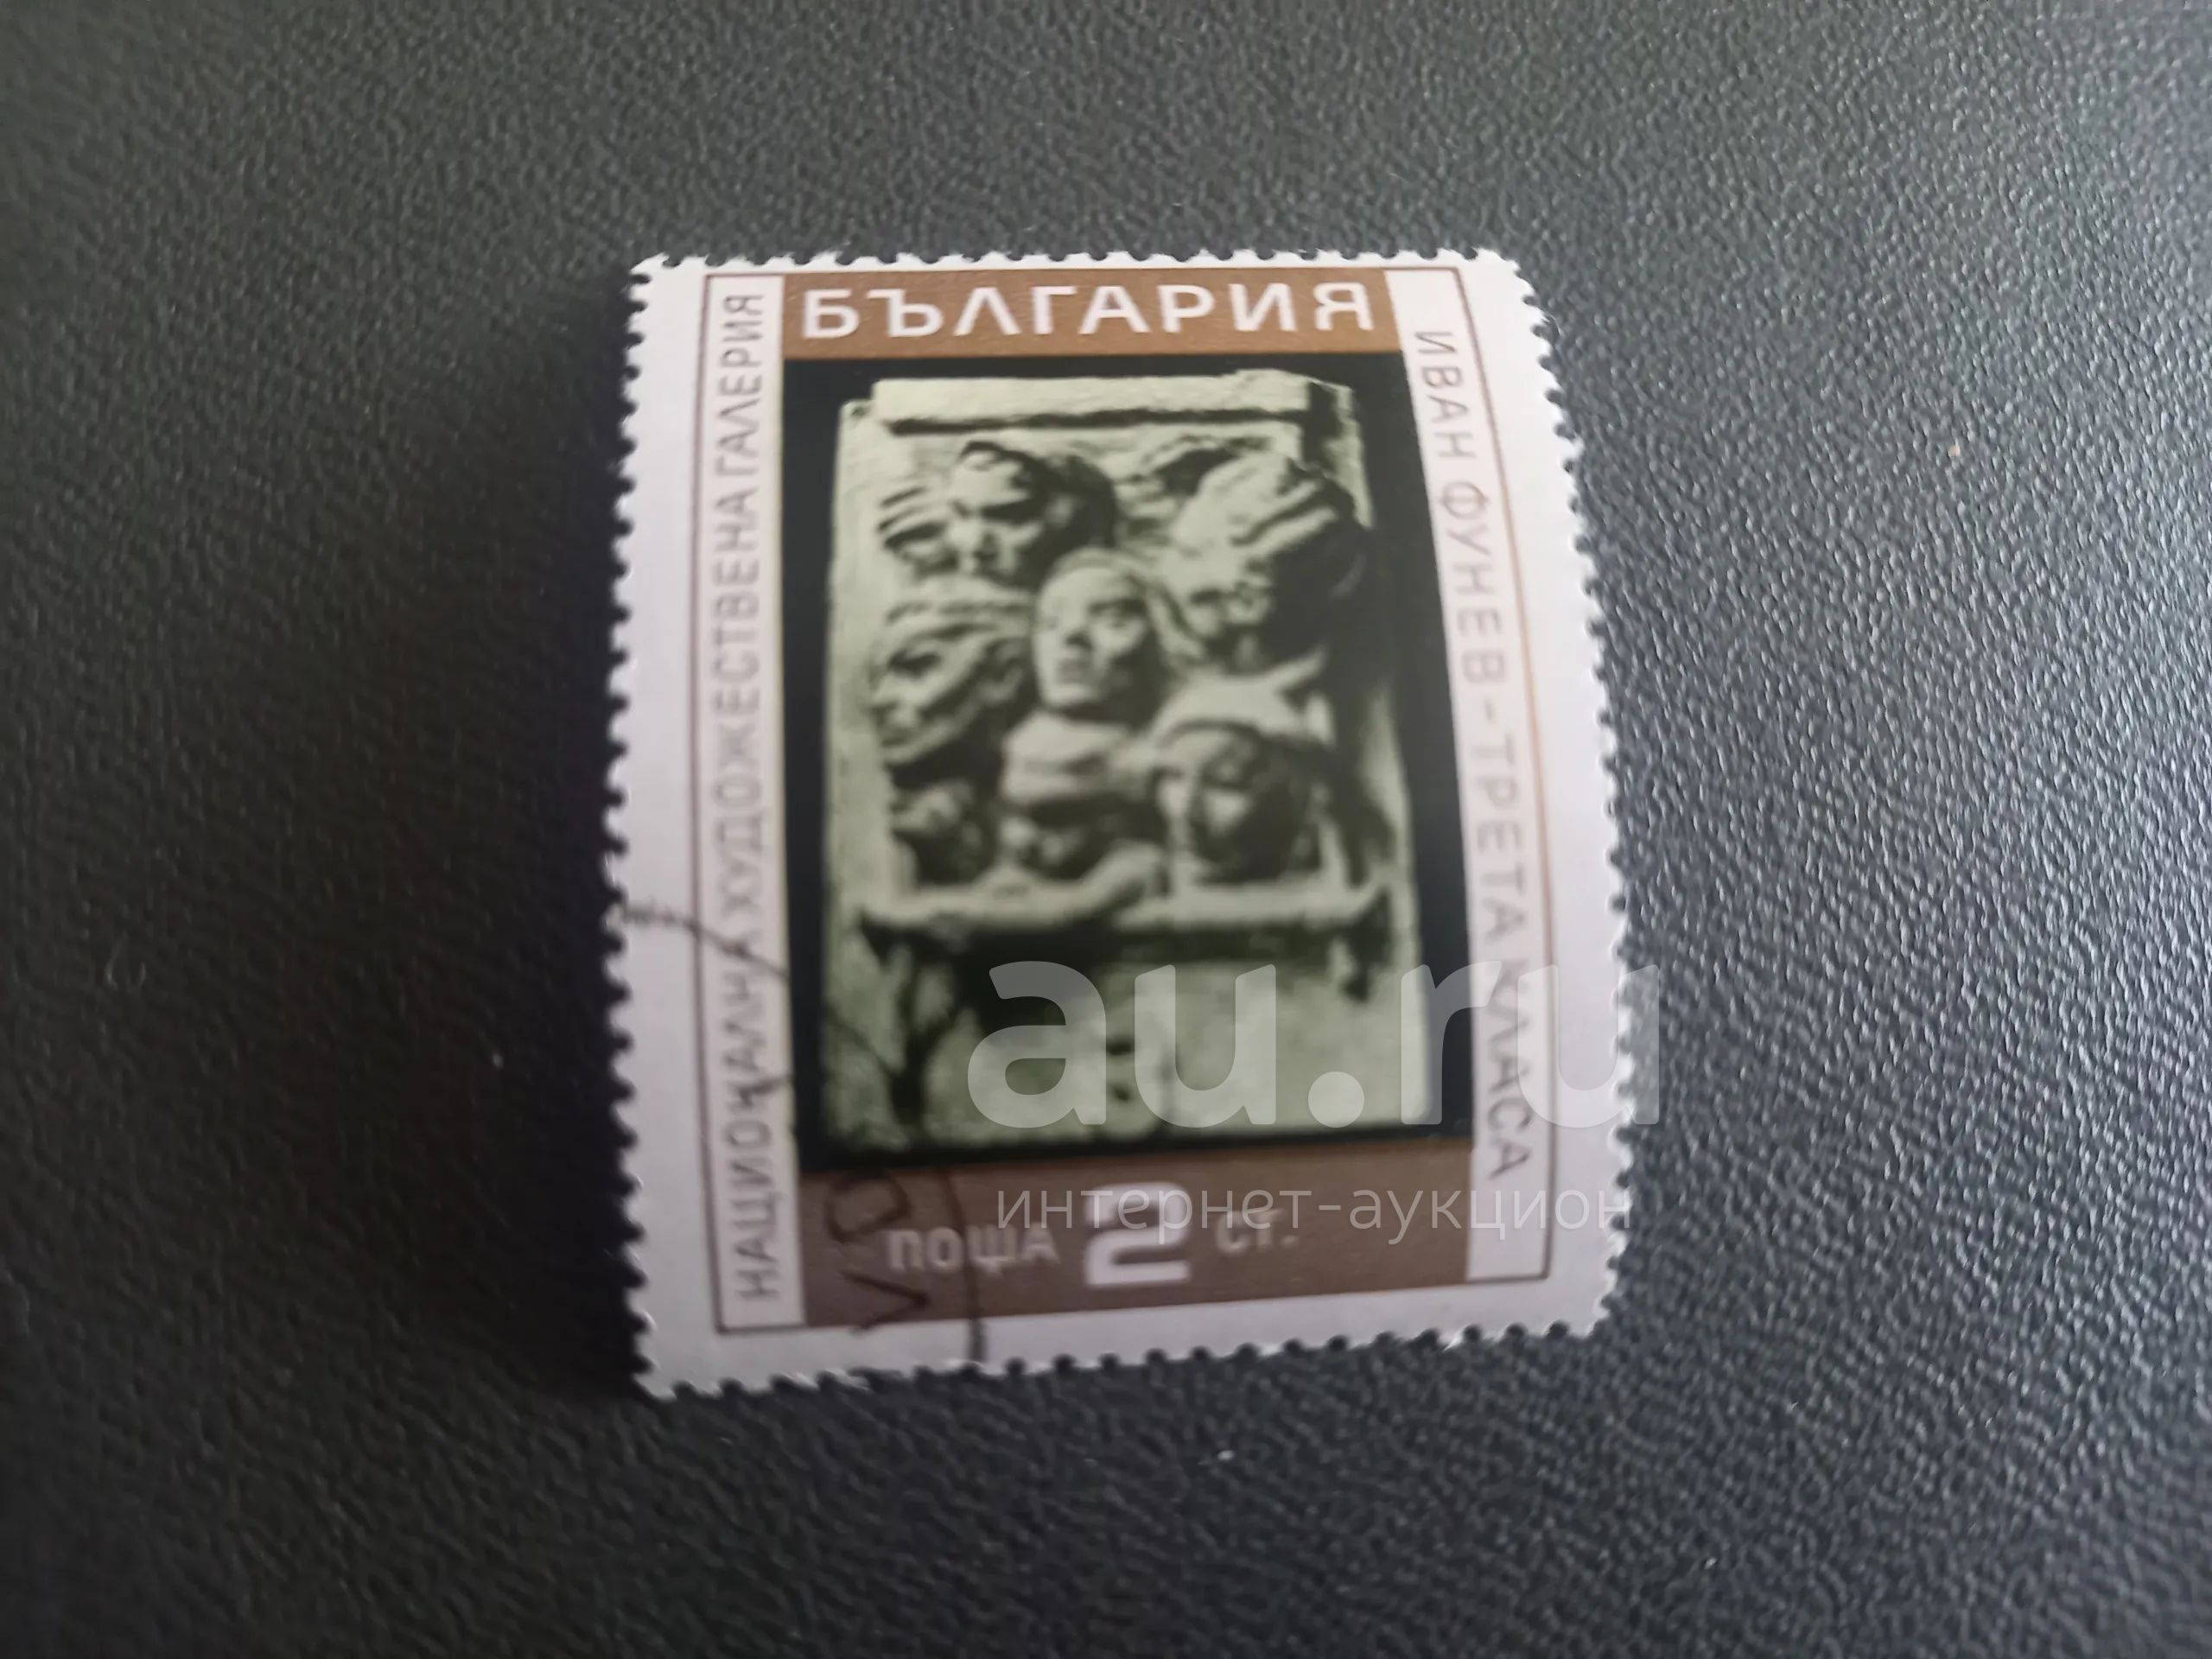 БЪЛГАРИЯ
НАЦИОНАЛНА ХУДОЖЕСТВЕНА ГАЛЕРИЯ
ИВАН ФУНЕВ - ТРЕТА КЛАСА
ПОЩА 2 СТ.
au.ru
интернет-аукцион